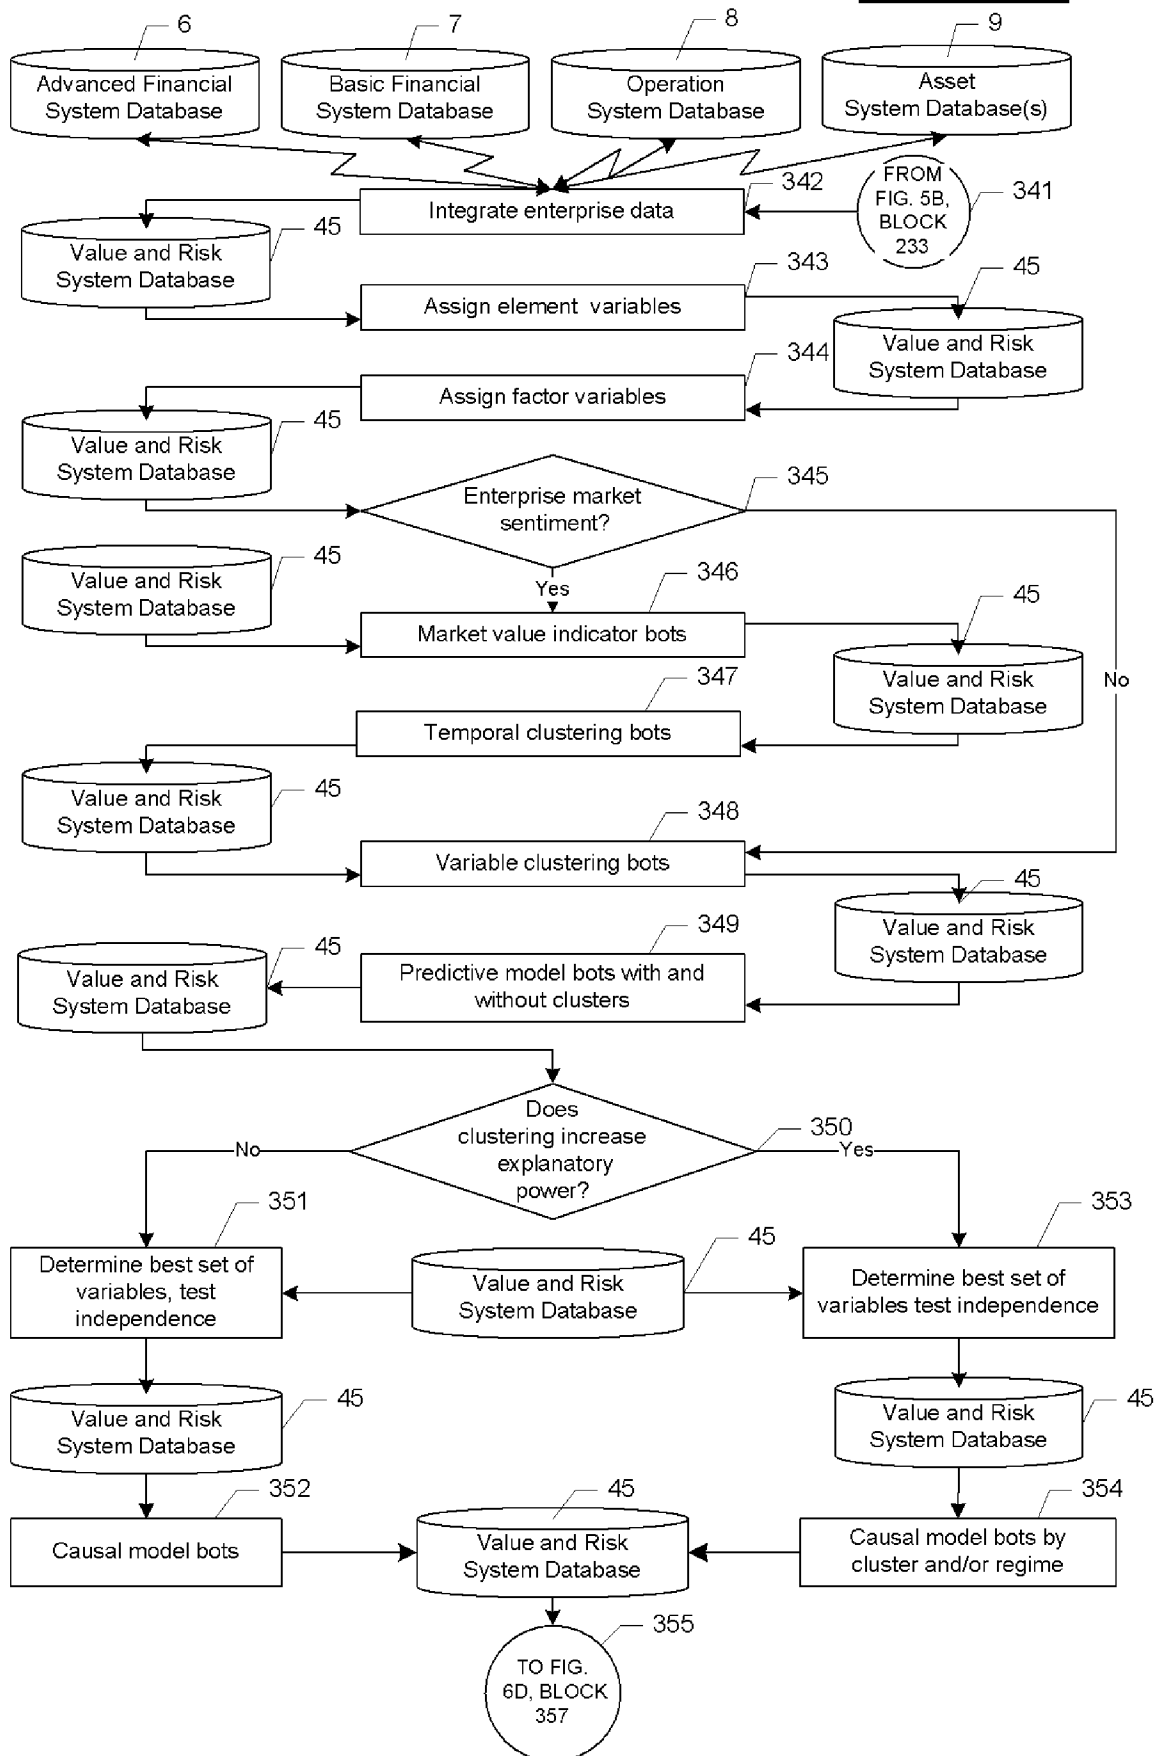 6
7
8
9
Advanced Financial
System Database
Basic Financial
System Database
Operation
System Database
Asset
System Database(s)
342
FROM
FIG. 5B,
BLOCK
233
341
Integrate enterprise data
45
Value and Risk
System Database
343
45
Assign element variables
Value and Risk
System Database
344
Assign factor variables
45
Value and Risk
System Database
345
Enterprise market
sentiment?
45
Value and Risk
System Database
Yes
346
45
Market value indicator bots
Value and Risk
System Database
No
347
Temporal clustering bots
45
Value and Risk
System Database
348
Variable clustering bots
45
Value and Risk
System Database
349
45
Value and Risk
System Database
Predictive model bots with and
without clusters
Does
clustering increase
explanatory
power?
350
No
Yes
351
353
45
Determine best set of
variables, test
independence
Value and Risk
System Database
Determine best set of
variables test independence
45
Value and Risk
System Database
45
Value and Risk
System Database
352
45
354
Causal model bots
Value and Risk
System Database
Causal model bots by
cluster and/or regime
355
TO FIG.
6D, BLOCK
357